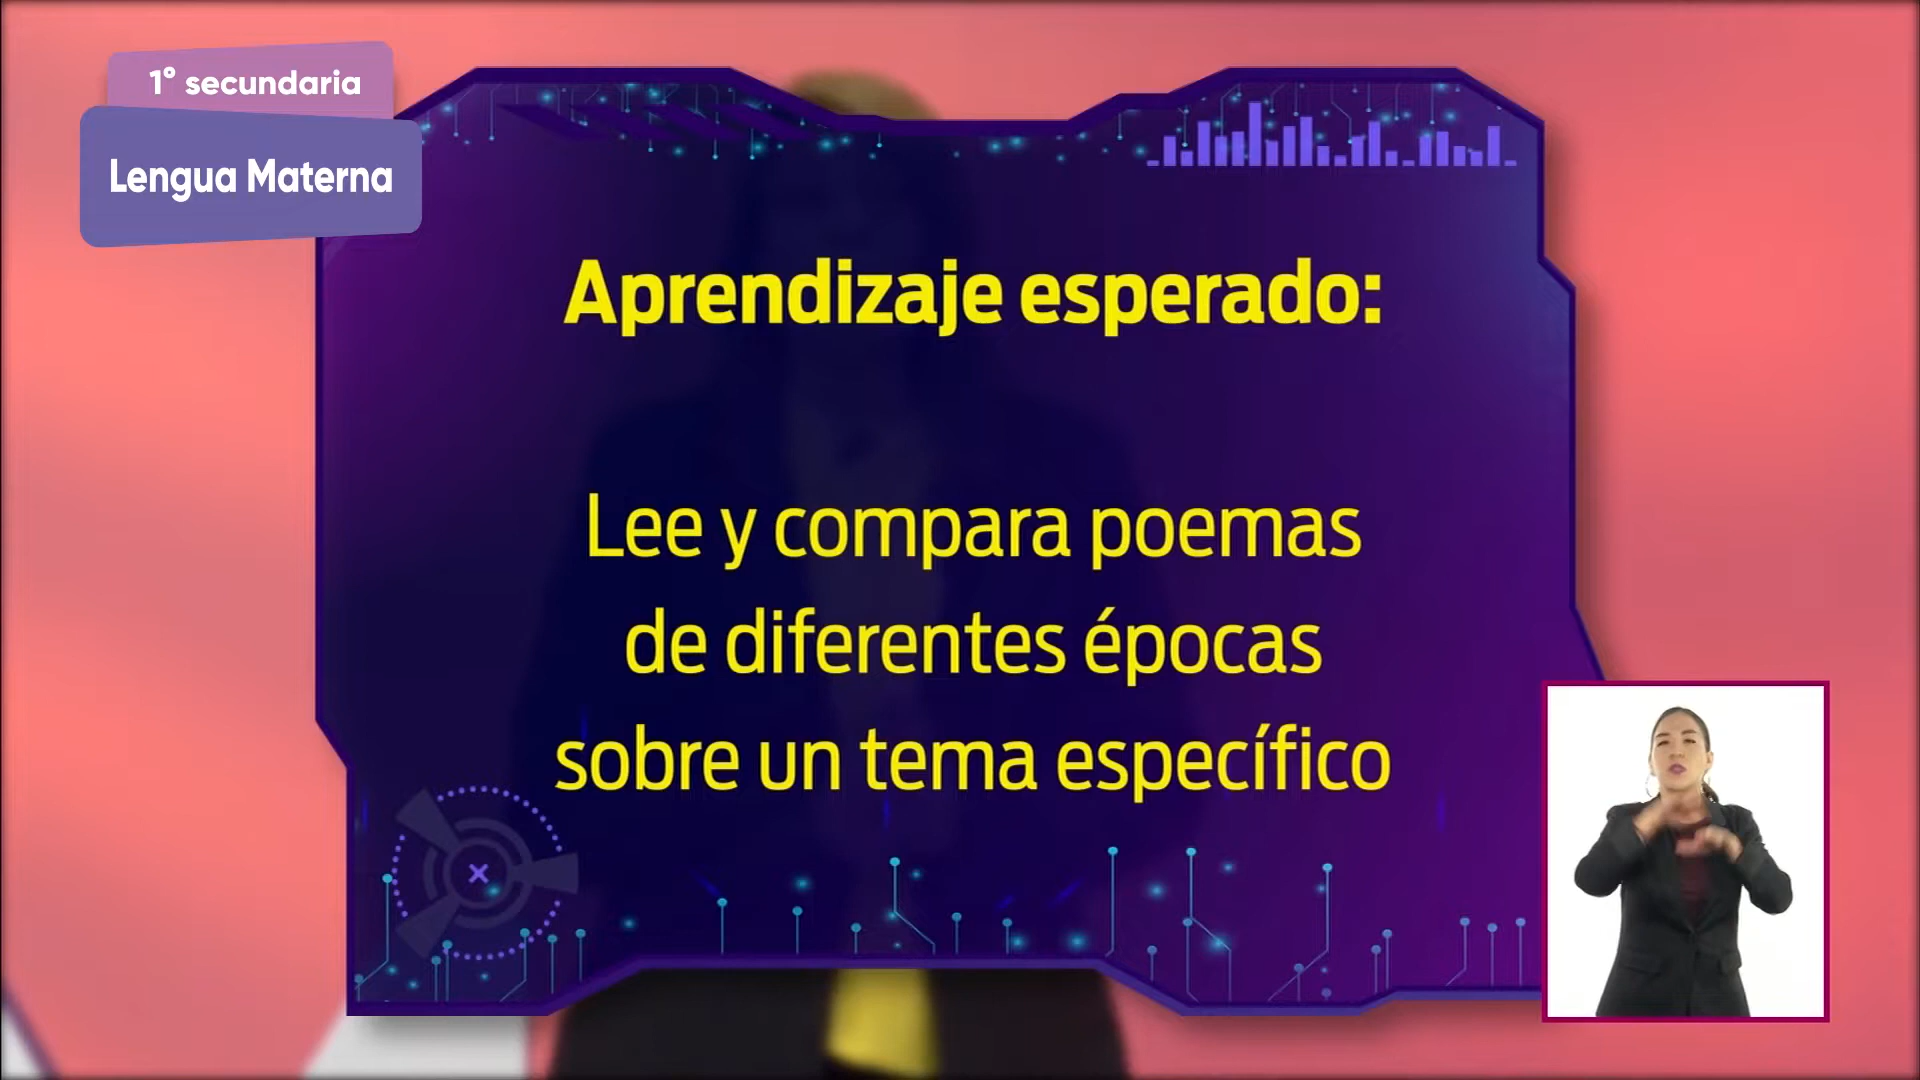 1° secundaria
Lengua Materna
Aprendizaje esperado:
Lee y compara poemas
de diferentes épocas
sobre un tema específico